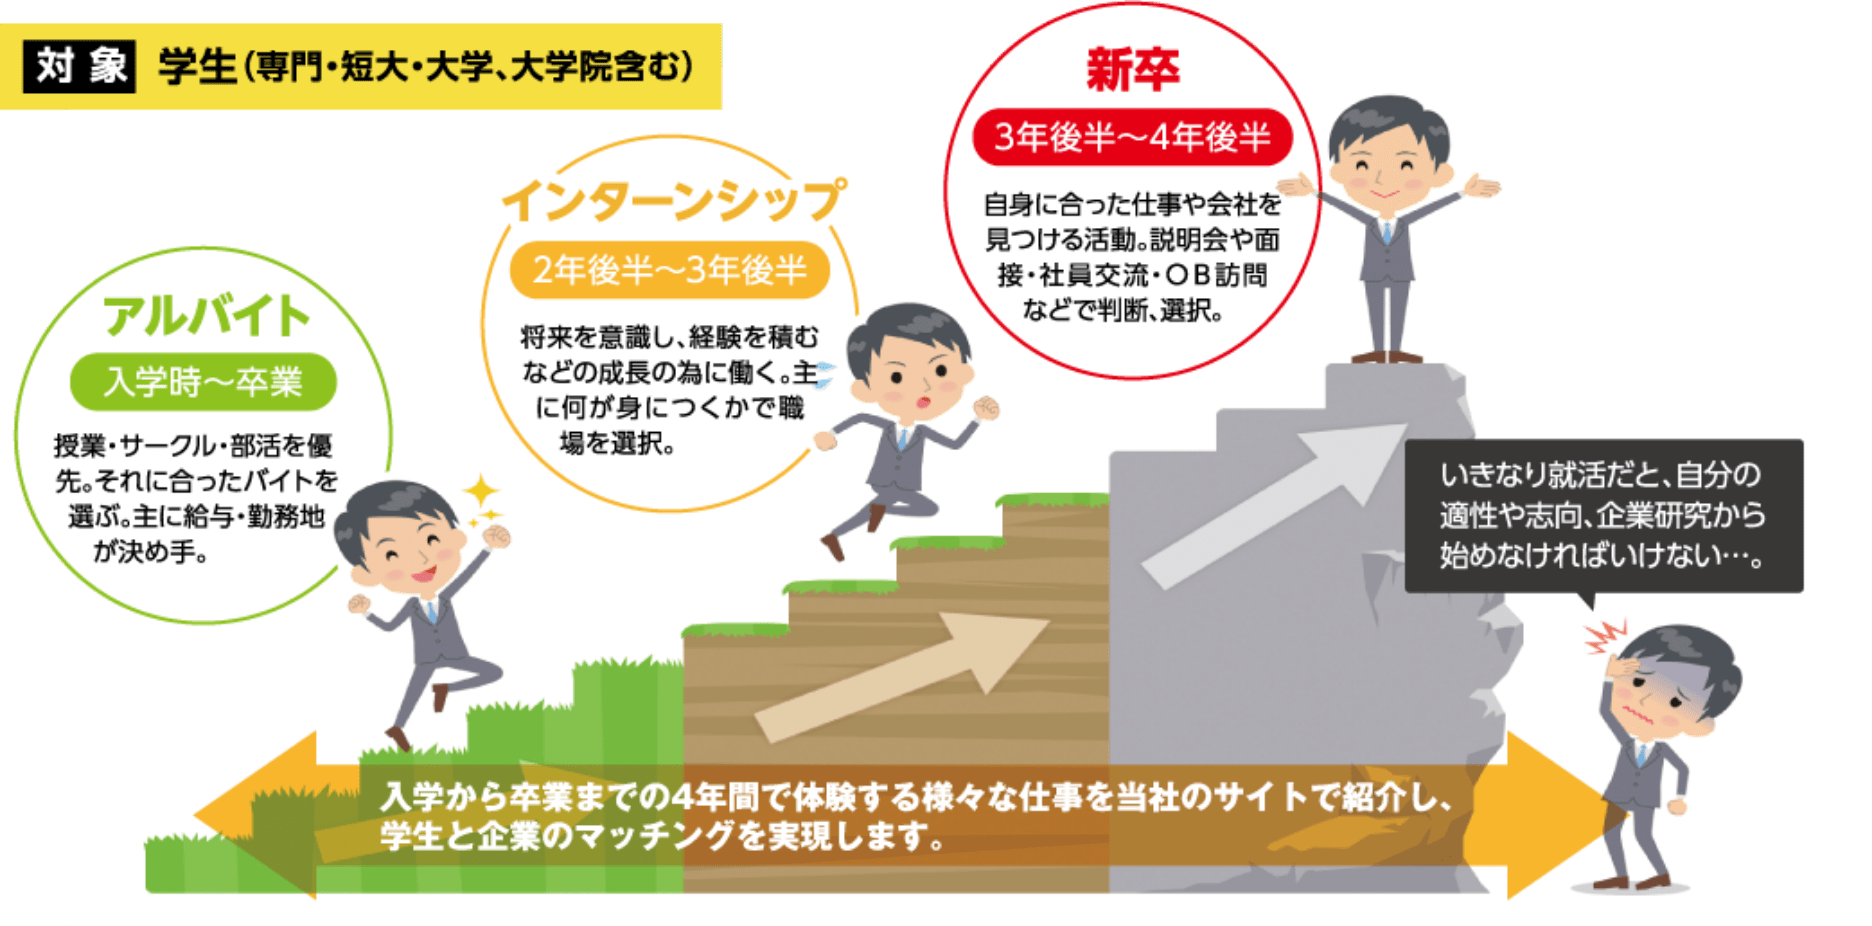 対象 学生(専門・短大・大学、大学院含む)
アルバイト
入学時～卒業
授業・サークル・部活を優
先。それに合ったバイトを
選ぶ。主に給与・勤務地
が決め手。
インターンシップ
2年後半～3年後半
将来を意識し、経験を積む
などの成長の為に働く。主
に何が身につくかで職
場を選択。
新卒
3年後半～4年後半
自身に合った仕事や会社を
見つける活動。説明会や面
接・社員交流・OB訪問
などで判断、選択。
いきなり就活だと、自分の
適性や志向、企業研究から
始めなければいけない…。
入学から卒業までの4年間で体験する様々な仕事を当社のサイトで紹介し、
学生と企業のマッチングを実現します。